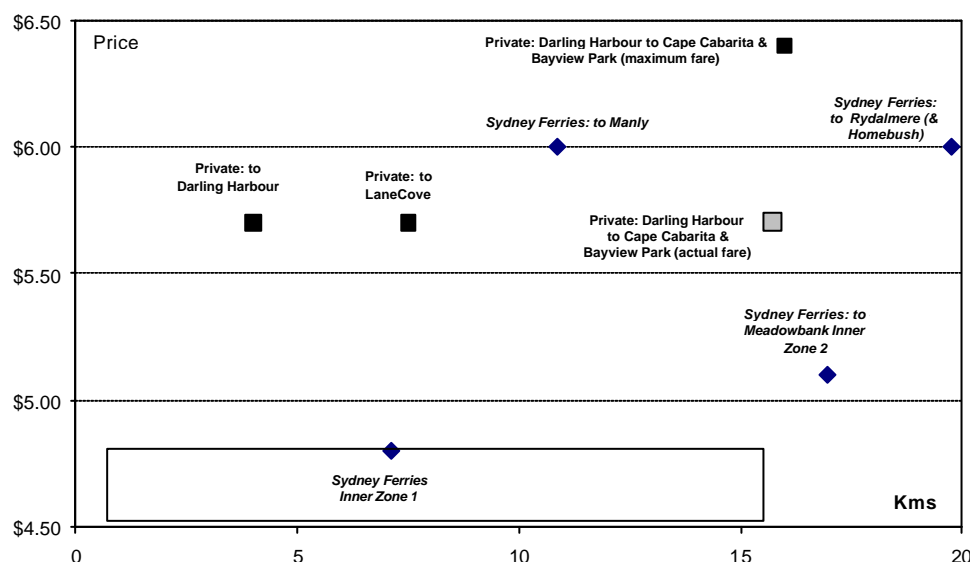 $6.50
Price
Private: Darling Harbour to Cape Cabarita &
Bayview Park (maximum fare)
Sydney Ferries:
to Rydalmere (&
Homebush)
Sydney Ferries: to Manly
$6.00
Private: to
Darling Harbour
Private: to
LaneCove
Private: Darling Harbour
to Cape Cabarita &
Bayview Park (actual fare)
$5.50
Sydney Ferries: to
Meadowbank Inner
Zone 2
$5.00
Sydney Ferries
Inner Zone 1
Kms
$4.50
0
5
10
15
20